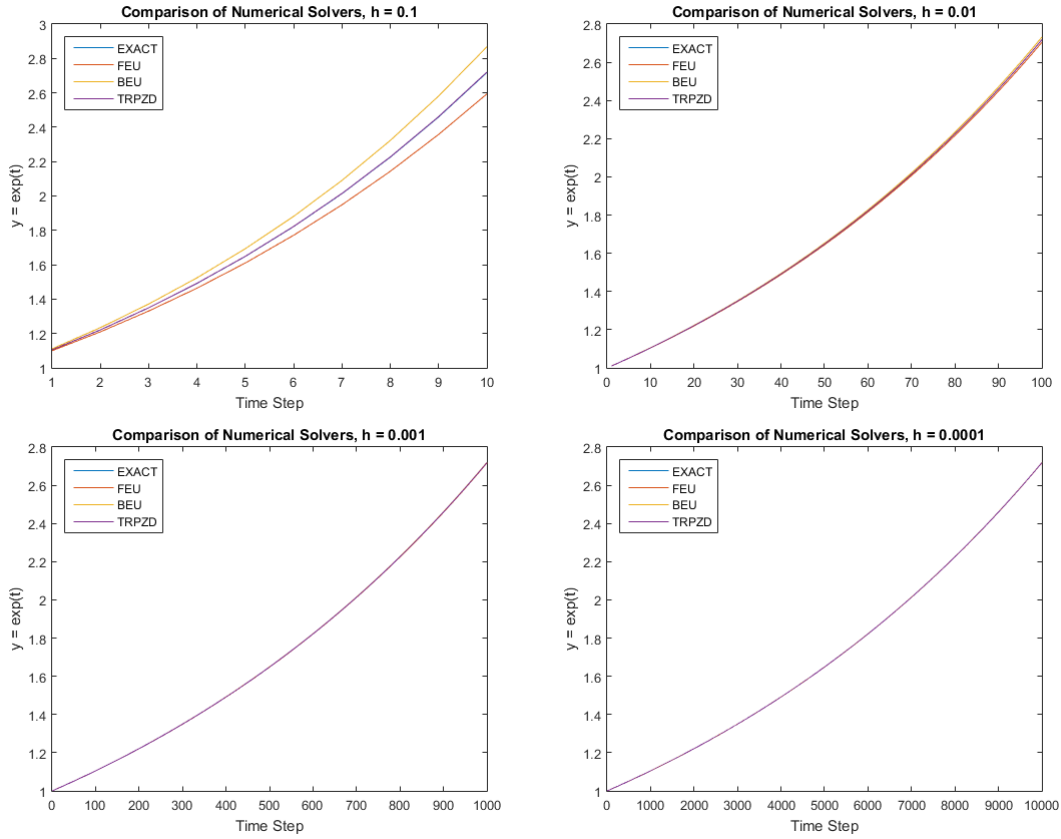 Comparison of Numerical Solvers, h = 0.1
3
2.8
2.6
2.4
2.2
2
1.8
1.6
1.4
1.2
1
y = exp(t)
EXACT
FEU
BEU
TRPZD
1 2 3 4 5 6 7 8 9 10
Time Step
Comparison of Numerical Solvers, h = 0.01
2.8
2.6
2.4
2.2
2
1.8
1.6
1.4
1.2
1
y = exp(t)
EXACT
FEU
BEU
TRPZD
0 10 20 30 40 50 60 70 80 90 100
Time Step
Comparison of Numerical Solvers, h = 0.001
2.8
2.6
2.4
2.2
2
1.8
1.6
1.4
1.2
1
y = exp(t)
EXACT
FEU
BEU
TRPZD
0 100 200 300 400 500 600 700 800 900 1000
Time Step
Comparison of Numerical Solvers, h = 0.0001
2.8
2.6
2.4
2.2
2
1.8
1.6
1.4
1.2
1
y = exp(t)
EXACT
FEU
BEU
TRPZD
0 1000 2000 3000 4000 5000 6000 7000 8000 9000 10000
Time Step